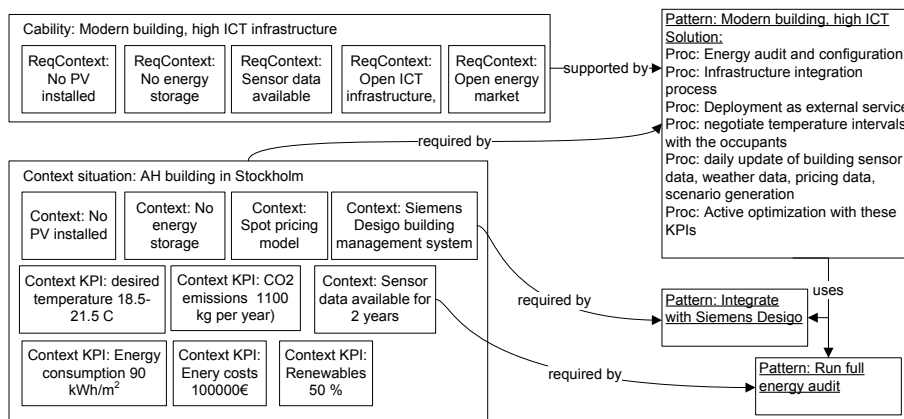 Cability: Modern building, high ICT infrastructure
ReqContext:
No PV
installed
ReqContext:
No energy
storage
ReqContext:
Sensor data
available
ReqContext:
Open ICT
infrastructure,
ReqContext:
Open energy
market
supported by
Pattern: Modern building, high ICT
Solution:
Proc: Energy audit and configuration
Proc: Infrastructure integration
process
Proc: Deployment as external service
Proc: negotiate temperature intervals
with the occupants
Proc: daily update of building sensor
data, weather data, pricing data,
scenario generation
Proc: Active optimization with these
KPIs
required by
Context situation: AH building in Stockholm
Context: No
PV installed
Context: No
energy
storage
Context:
Spot pricing
model
Context: Siemens
Desigo building
management system
Context KPI: desired
temperature 18.5-
21.5 C
Context KPI: CO2
emissions 1100
kg per year)
Context: Sensor
data available for
2 years
Context KPI: Energy
consumption 90
kWh/m²
Context KPI:
Enery costs
100000€
Context KPI:
Renewables
50 %
required by
required by
uses
Pattern: Integrate
with Siemens Desigo
Pattern: Run full
energy audit